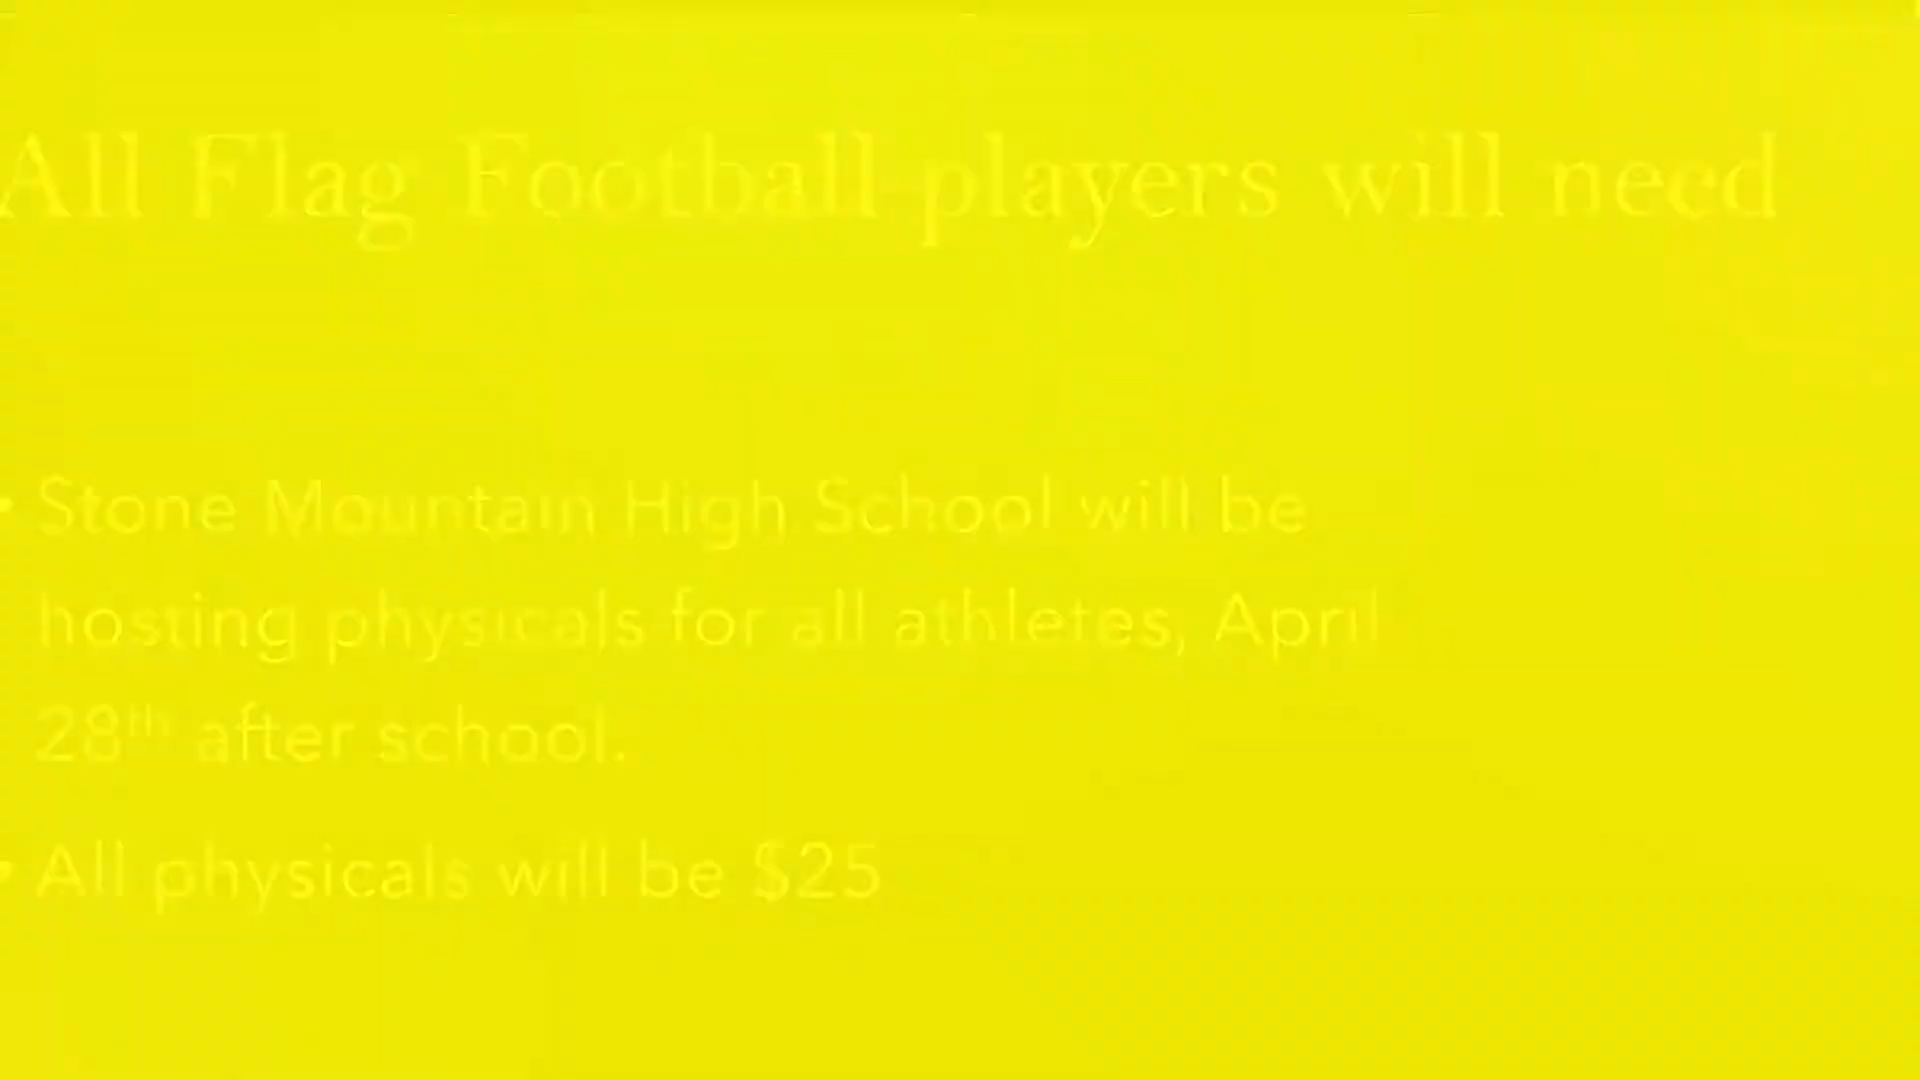 All Flag Football players will need
• Stone Mountain High School will be
hosting physicals for all athletes, April
28th after school.
• All physicals will be $25